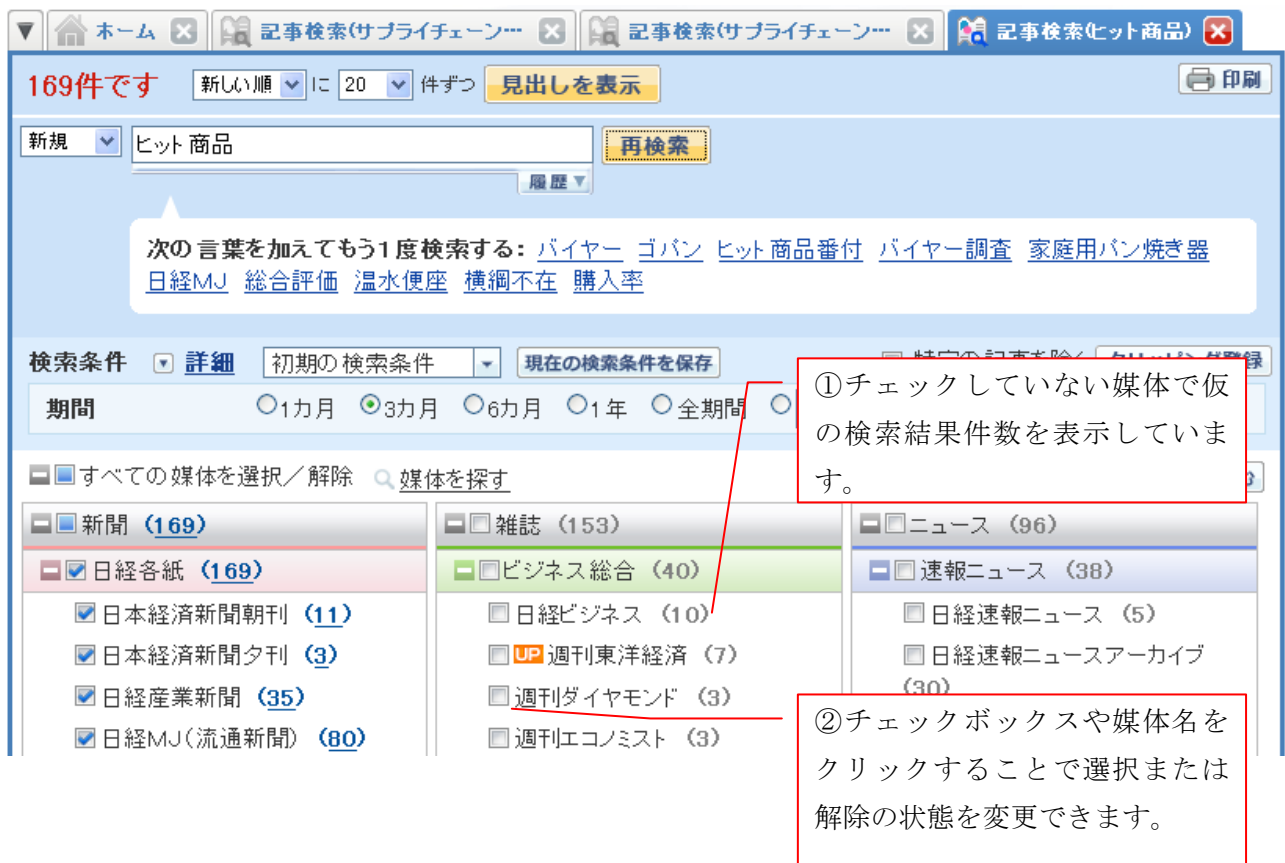 ▼ ホーム 記事検索(サプライチェーン… 記事検索(サプライチェーン… 記事検索(ヒット商品)
169件です 新しい順 に 20 件ずつ 見出しを表示 印刷
新規 ヒット商品 再検索
履歴▼
次の言葉を加えてもう1度検索する: バイヤー ゴパン ヒット商品番付 バイヤー調査 家庭用パン焼き器
日経MJ 総合評価 温水便座 横綱不在 購入率
検索条件 詳細 初期の検索条件 現在の検索条件を保存
期間 1カ月 3カ月 6カ月 1年 全期間
①チェックしていない媒体で仮
の検索結果件数を表示していま
す。
すべての媒体を選択/解除 媒体を探す
新聞 (169) 雑誌 (153) ニュース (96)
日経各紙 (169) ビジネス総合 (40) 速報ニュース (38)
日本経済新聞朝刊 (11) 日経ビジネス (10) 日経速報ニュース (5)
日本経済新聞夕刊 (3) UP 週刊東洋経済 (7) 日経速報ニュースアーカイブ
(30)
日経産業新聞 (35) 週刊ダイヤモンド (3)
日経MJ(流通新聞) (80) 週刊エコノミスト (3)
②チェックボックスや媒体名を
クリックすることで選択または
解除の状態を変更できます。